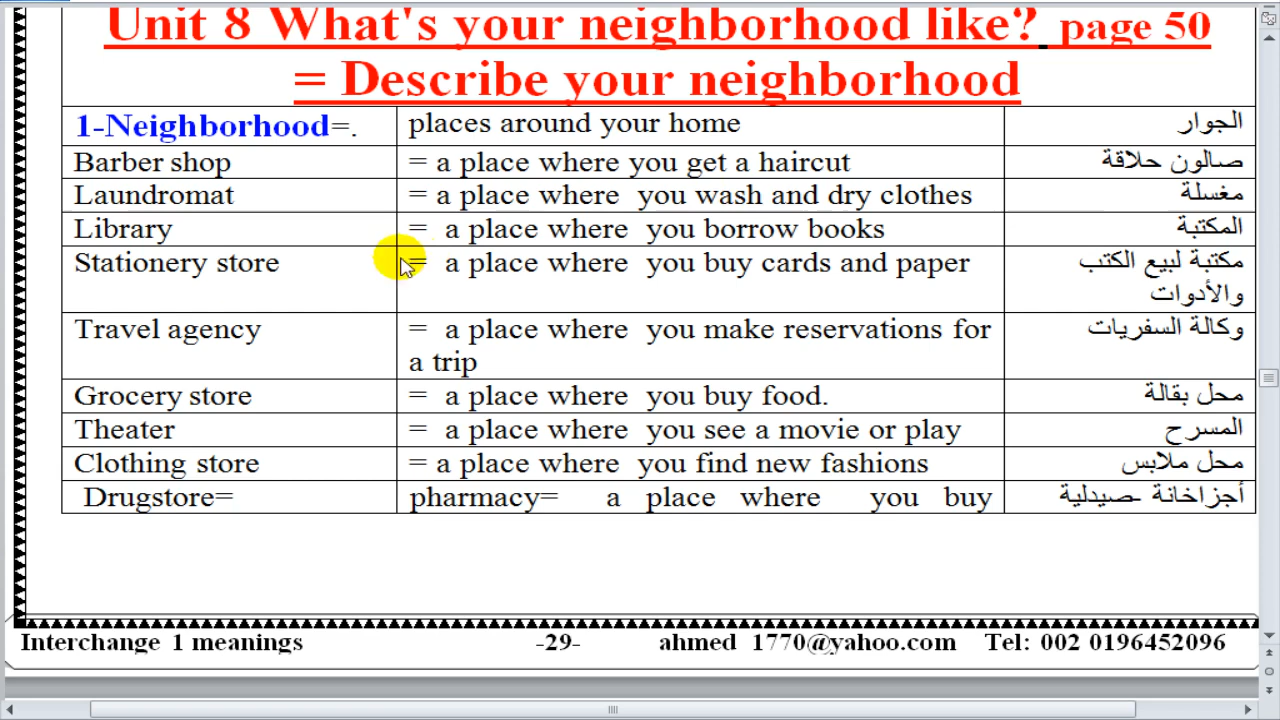 Unit 8 What's your neighborhood like? page 50
= Describe your neighborhood
1-Neighborhood=. places around your home الجوار
Barber shop = a place where you get a haircut صالون حلاقة
Laundromat = a place where you wash and dry clothes مغسلة
Library = a place where you borrow books المكتبة
Stationery store = a place where you buy cards and paper مكتبة لبيع الكتب
والأدوات
Travel agency = a place where you make reservations for وكالة السفريات
a trip
Grocery store = a place where you buy food. محل بقالة
Theater = a place where you see a movie or play المسرح
Clothing store = a place where you find new fashions محل ملابس
Drugstore= pharmacy= a place where you buy أجزاخانة -صيدلية
Interchange 1 meanings -29- ahmed 1770@yahoo.com Tel: 002 0196452096